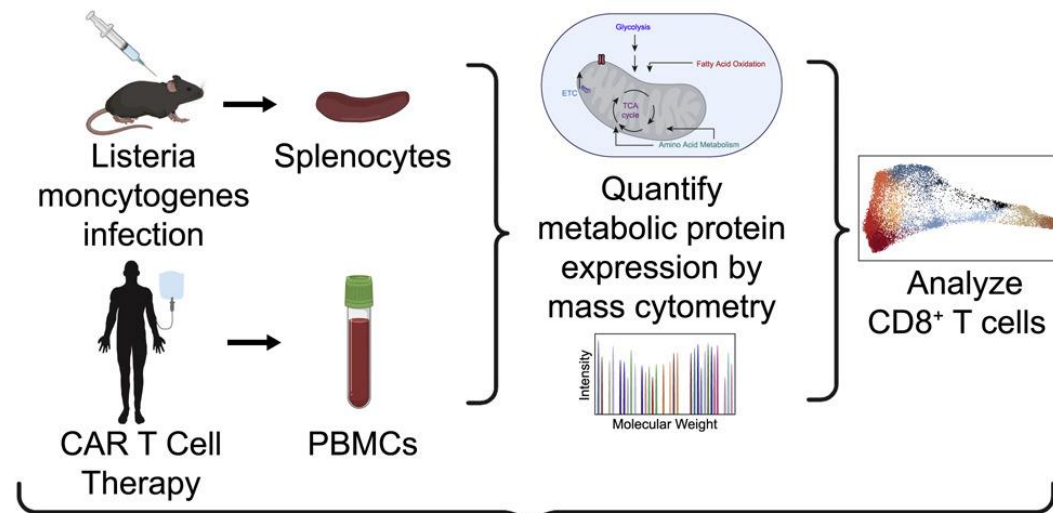 Listeria
moncytogenes
infection
Splenocytes
CAR T Cell
Therapy
PBMCs
Glycolysis
Fatty Acid Oxidation
ETC
TCA
cycle
Amino Acid Metabolism
Quantify
metabolic protein
expression by
mass cytometry
Intensity
Molecular Weight
Analyze
CD8⁺ T cells